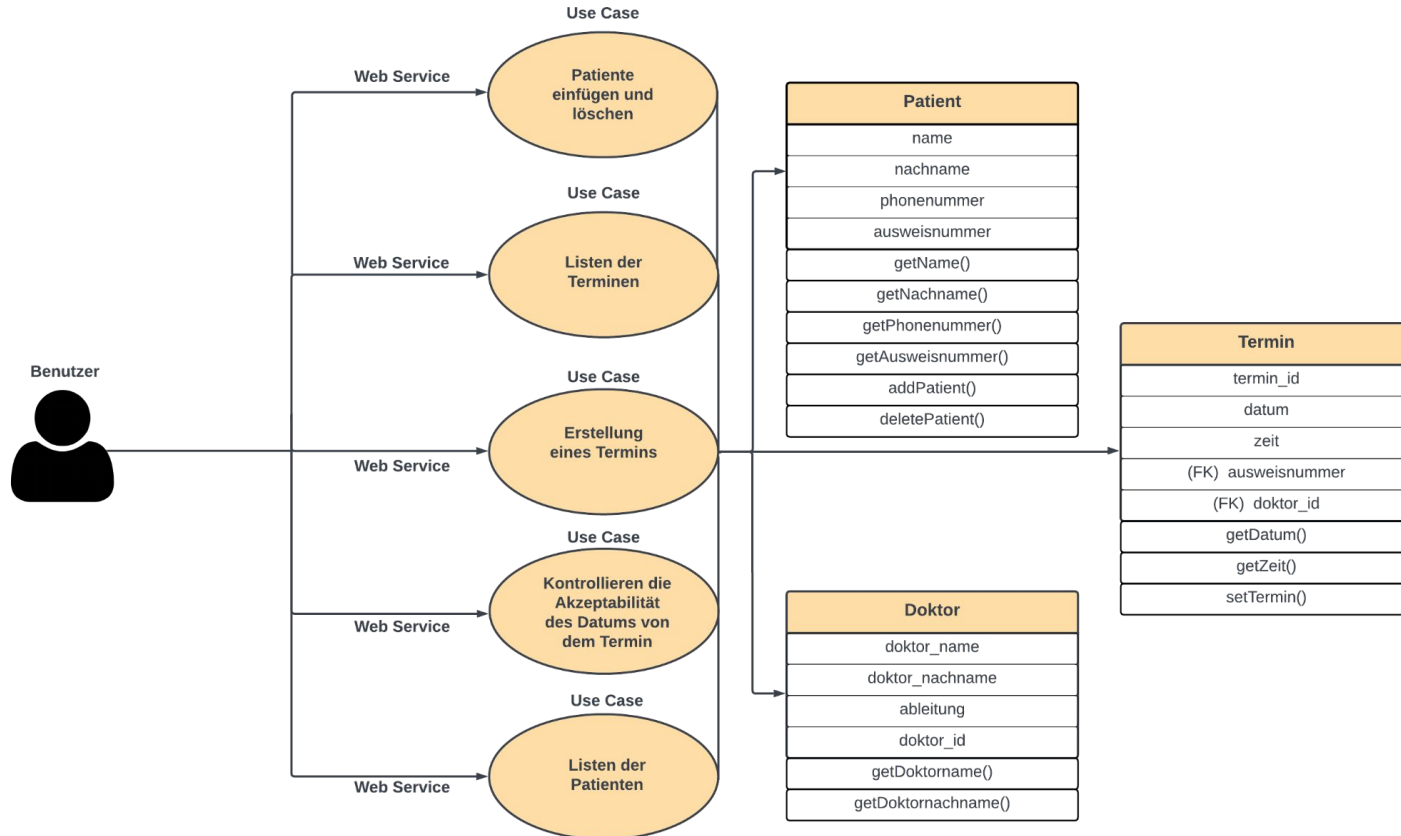 Use Case
Web Service
Patiente
einfügen und
löschen
Use Case
Web Service
Listen der
Terminen
Benutzer
Use Case
Web Service
Erstellung
eines Termins
Use Case
Web Service
Kontrollieren die
Akzeptabilität
des Datums von
dem Termin
Use Case
Web Service
Listen der
Patienten
Patient
name
nachname
phonenummer
ausweisnummer
getName()
getNachname()
getPhonenummer()
getAusweisnummer()
addPatient()
deletePatient()
Doktor
doktor_name
doktor_nachname
ableitung
doktor_id
getDoktorname()
getDoktornachname()
Termin
termin_id
datum
zeit
(FK) ausweisnummer
(FK) doktor_id
getDatum()
getZeit()
setTermin()